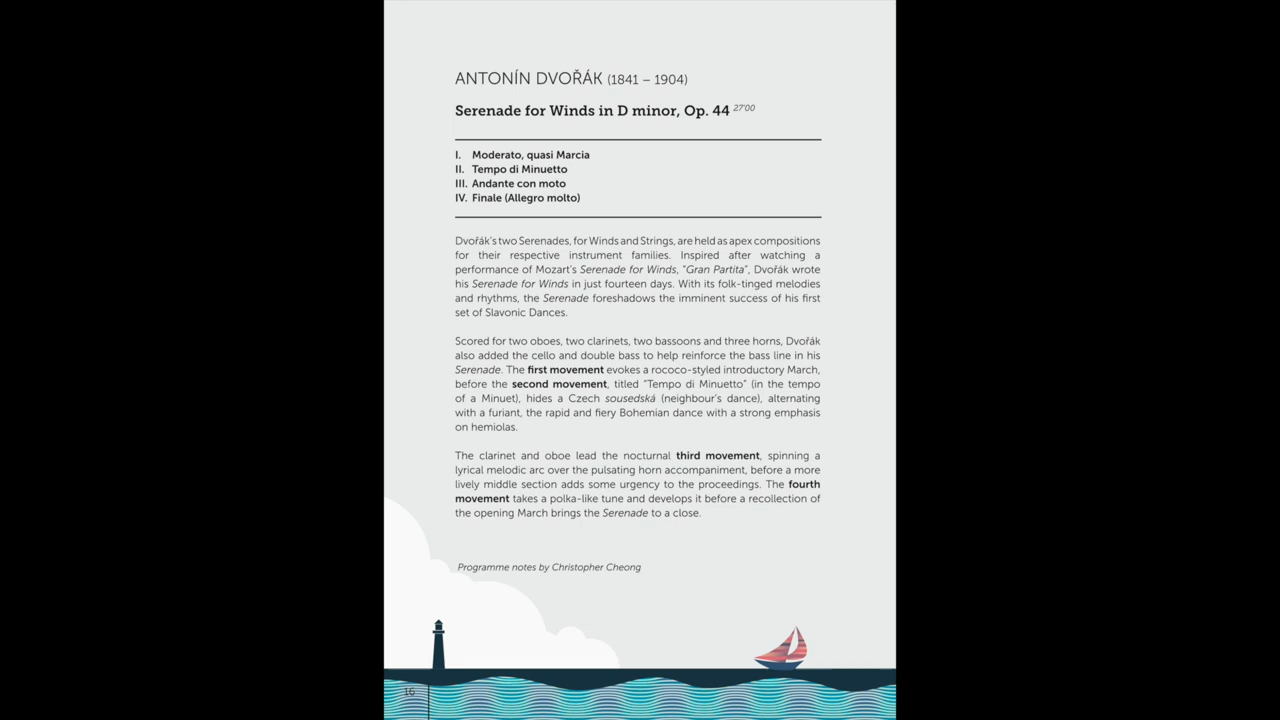 ANTONÍN DVOŘÁK (1841 – 1904)
Serenade for Winds in D minor, Op. 44 27'00
I. Moderato, quasi Marcia
II. Tempo di Minuetto
III. Andante con moto
IV. Finale (Allegro molto)
Dvořák's two Serenades, for Winds and Strings, are held as apex compositions
for their respective instrument families. Inspired after watching a
performance of Mozart's Serenade for Winds, "Gran Partita", Dvořák wrote
his Serenade for Winds in just fourteen days. With its folk-tinged melodies
and rhythms, the Serenade foreshadows the imminent success of his first
set of Slavonic Dances.
Scored for two oboes, two clarinets, two bassoons and three horns, Dvořák
also added the cello and double bass to help reinforce the bass line in his
Serenade. The first movement evokes a rococo-styled introductory March,
before the second movement, titled "Tempo di Minuetto" (in the tempo
of a Minuet), hides a Czech sousedská (neighbour's dance), alternating
with a furiant, the rapid and fiery Bohemian dance with a strong emphasis
on hemiolas.
The clarinet and oboe lead the nocturnal third movement, spinning a
lyrical melodic arc over the pulsating horn accompaniment, before a more
lively middle section adds some urgency to the proceedings. The fourth
movement takes a polka-like tune and develops it before a recollection of
the opening March brings the Serenade to a close.
Programme notes by Christopher Cheong
16